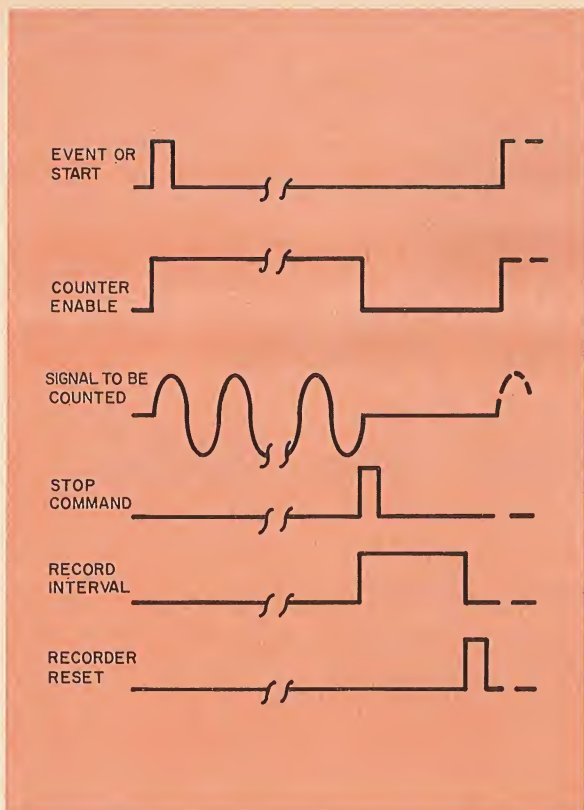 EVENT OR
START
COUNTER
ENABLE
SIGNAL TO BE
COUNTED
STOP
COMMAND
RECORD
INTERVAL
RECORDER
RESET